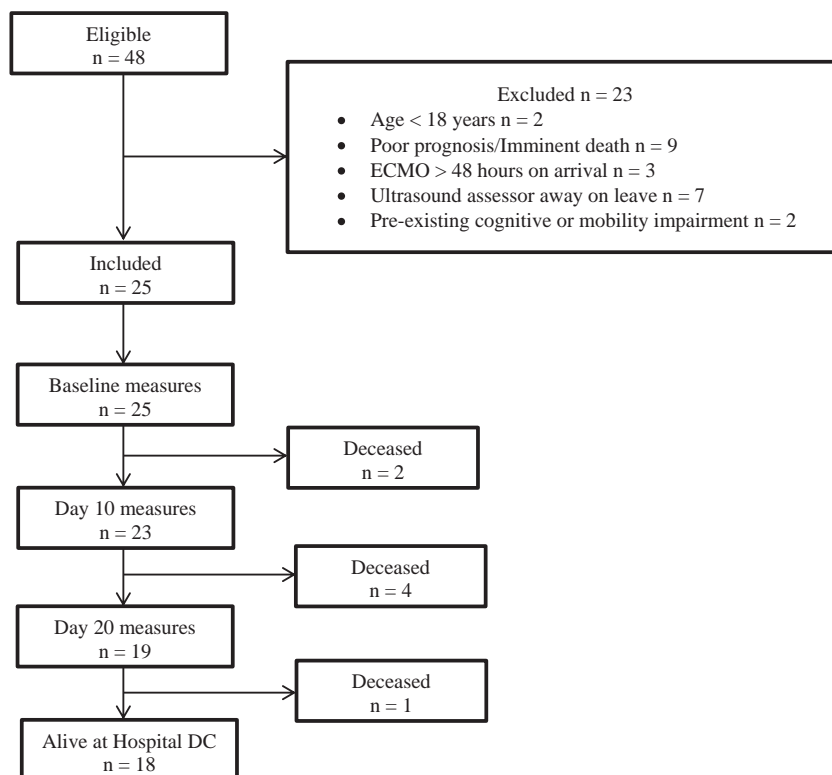 Eligible
n = 48
Excluded n = 23
• Age < 18 years n = 2
• Poor prognosis/Imminent death n = 9
• ECMO > 48 hours on arrival n = 3
• Ultrasound assessor away on leave n = 7
• Pre-existing cognitive or mobility impairment n = 2
Included
n = 25
Baseline measures
n = 25
Deceased
n = 2
Day 10 measures
n = 23
Deceased
n = 4
Day 20 measures
n = 19
Deceased
n = 1
Alive at Hospital DC
n = 18